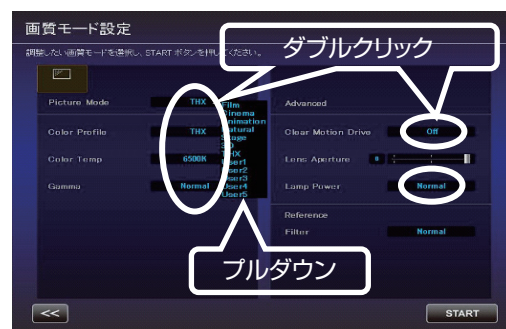 画質モード設定
調整したい画質モードを選択し、START ボタンを押してください。
ダブルクリック
Picture Mode THX
Film
Cinema
Animation
Natural
Stage
3D
THX
User1
User2
User3
User4
User5
Color Profile THX
Color Temp 6500K
Gamma Normal
Advanced
Clear Motion Drive Off
Lens Aperture 0
Lamp Power Normal
Reference
Filter Normal
プルダウン
<<
START